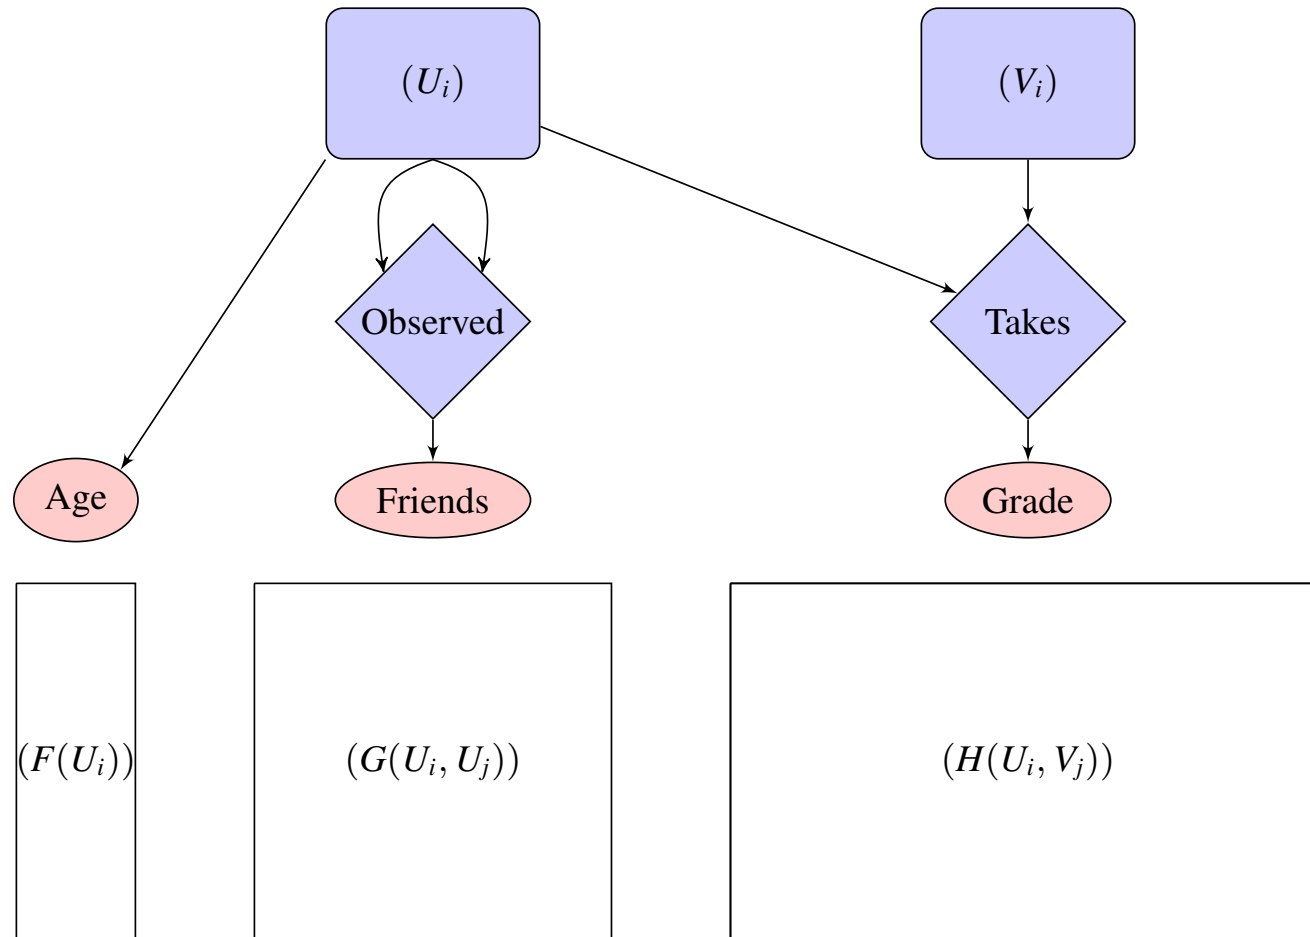 (U_i)
(V_i)
Observed
Takes
Age
Friends
Grade
(F(U_i))
(G(U_i, U_j))
(H(U_i, V_j))